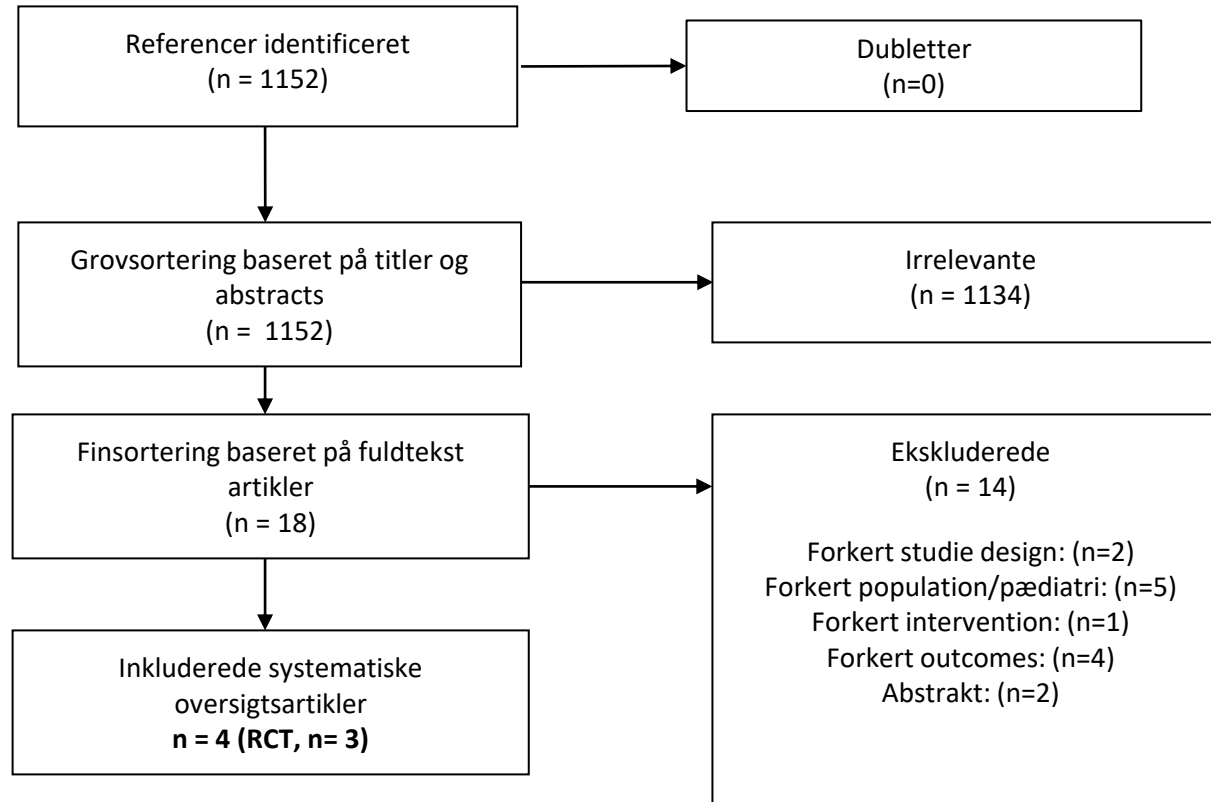 Referencer identificeret
(n = 1152)
Dubletter
(n=0)
Grovsortering baseret på titler og
abstracts
(n =  1152)
Irrelevante
(n = 1134)
Finsortering baseret på fuldtekst
artikler
(n = 18)
Ekskluderede
(n = 14)
Forkert studie design: (n=2)
Forkert population/pædiatri: (n=5)
Forkert intervention: (n=1)
Forkert outcomes: (n=4)
Abstrakt: (n=2)
Inkluderede systematiske
oversigtsartikler
n = 4 (RCT, n= 3)